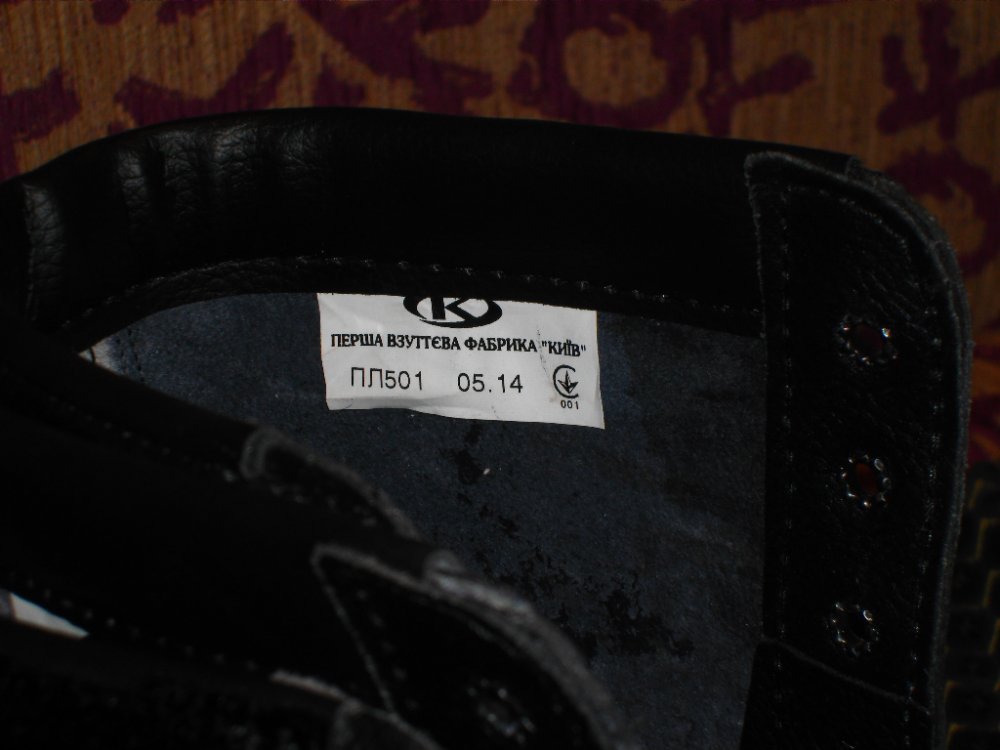 K
ПЕРША ВЗУТТЄВА ФАБРИКА "КИЇВ"
ПЛ501 05.14
001